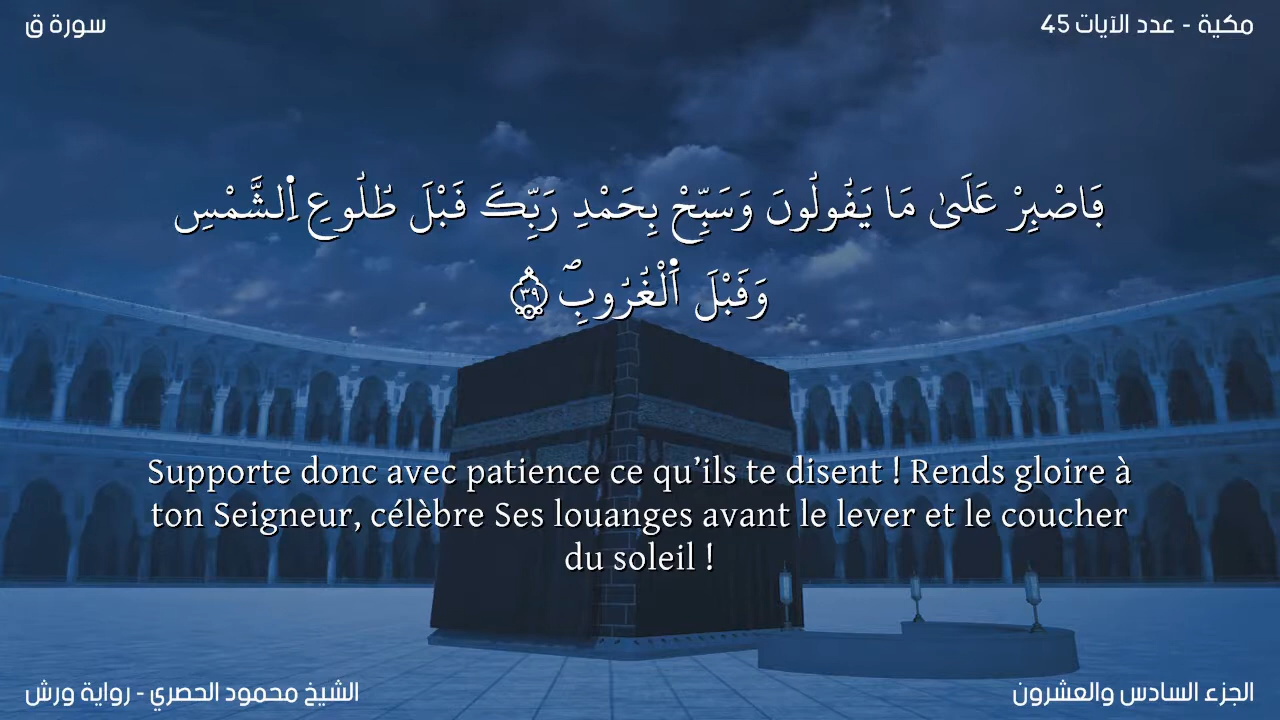 مكية - عدد الآيات 45
سورة ق
فَاصْبِرْ عَلَىٰ مَا يَقُولُونَ وَسَبِّحْ بِحَمْدِ رَبِّكَ قَبْلَ طُلُوعِ اِ۬لشَّمْسِ
وَقَبْلَ اَ۬لْغُرُوبِۖ ٣٩
Supporte donc avec patience ce qu’ils te disent ! Rends gloire à
ton Seigneur, célèbre Ses louanges avant le lever et le coucher
du soleil !
الجزء السادس والعشرون
الشيخ محمود الحصري - رواية ورش